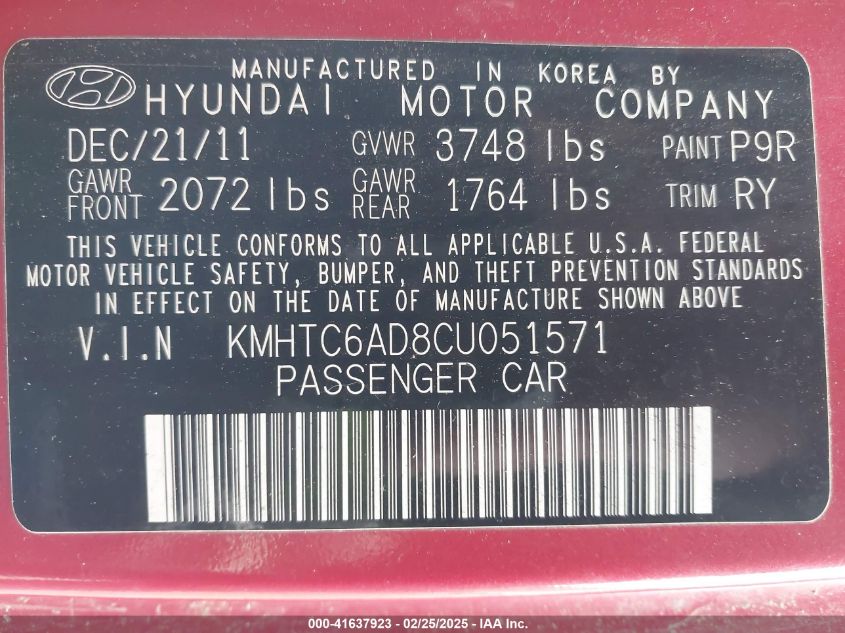 MANUFACTURED IN KOREA BY
HYUNDAI MOTOR COMPANY
DEC/21/11 GVWR 3748 lbs PAINT P9R
GAWR FRONT 2072 lbs GAWR REAR 1764 lbs TRIM RY
THIS VEHICLE CONFORMS TO ALL APPLICABLE U.S.A. FEDERAL
MOTOR VEHICLE SAFETY, BUMPER, AND THEFT PREVENTION STANDARDS
IN EFFECT ON THE DATE OF MANUFACTURE SHOWN ABOVE
V.I.N KMHTC6AD8CU051571
PASSENGER CAR
000-41637923 - 02/25/2025 - IAA Inc.